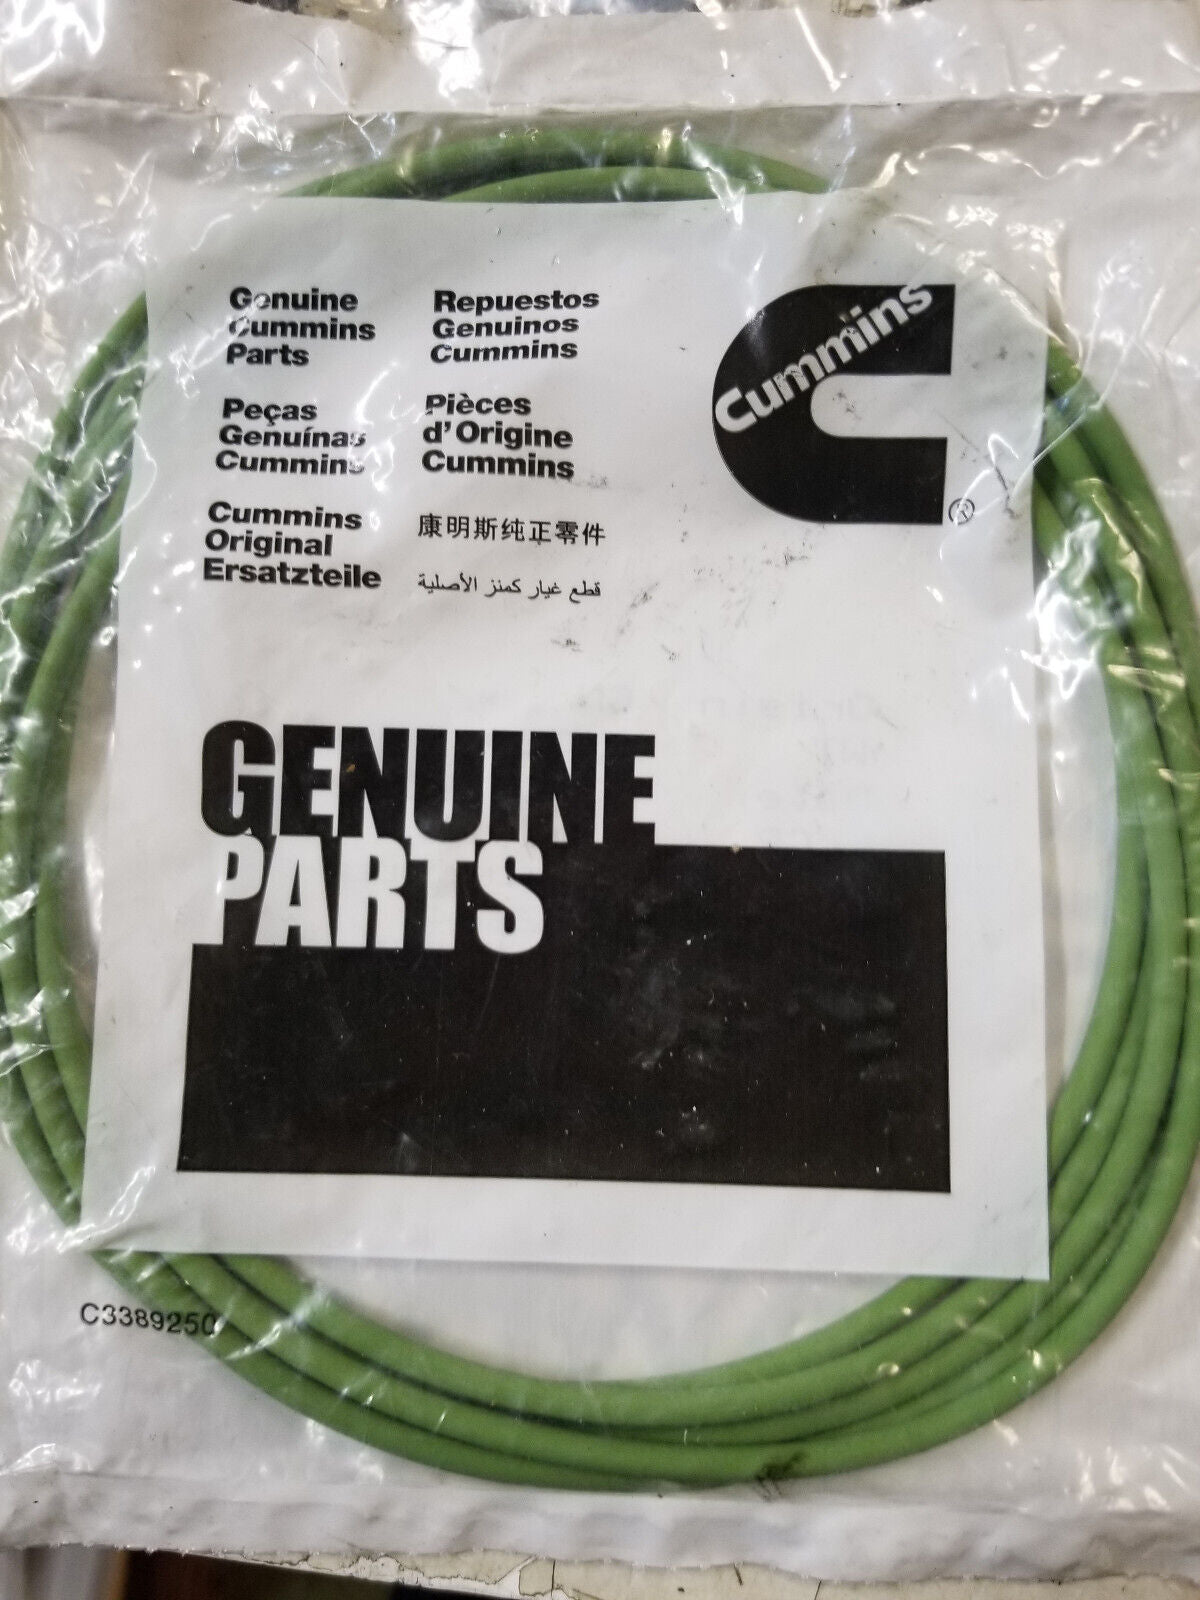 Genuine
Cummins
Parts
Repuestos
Genuinos
Cummins
Cummins
®
Peças
Genuínas
Cummins
Pièces
d'Origine
Cummins
Cummins
Original
Ersatzteile
康明斯纯正零件
قطع غيار كمنز الأصلية
GENUINE
PARTS
C3389250